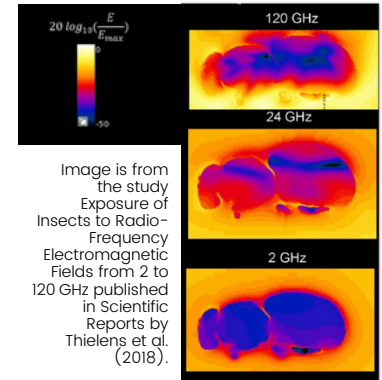 20 log₁₀(E/Eₘₐₓ)
0
-50
120 GHz
24 GHz
2 GHz
Image is from
the study
Exposure of
Insects to Radio-
Frequency
Electromagnetic
Fields from 2 to
120 GHz published
in Scientific
Reports by
Thielens et al.
(2018).